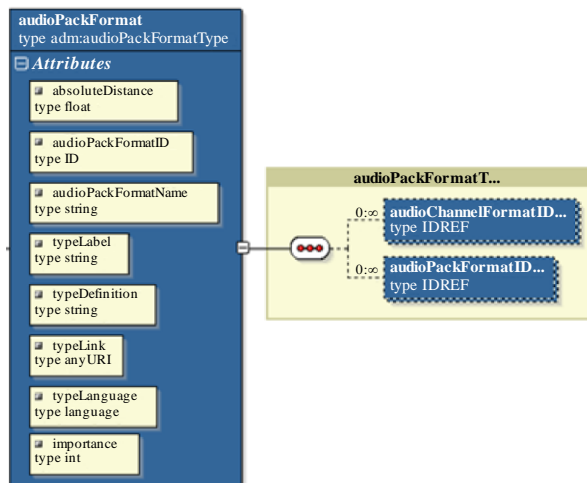 audioPackFormat
type adm:audioPackFormatType
Attributes
absoluteDistance
type float
audioPackFormatID
type ID
audioPackFormatName
type string
typeLabel
type string
typeDefinition
type string
typeLink
type anyURI
typeLanguage
type language
importance
type int
audioPackFormatT...
0:∞
audioChannelFormatID...
type IDREF
0:∞
audioPackFormatID...
type IDREF